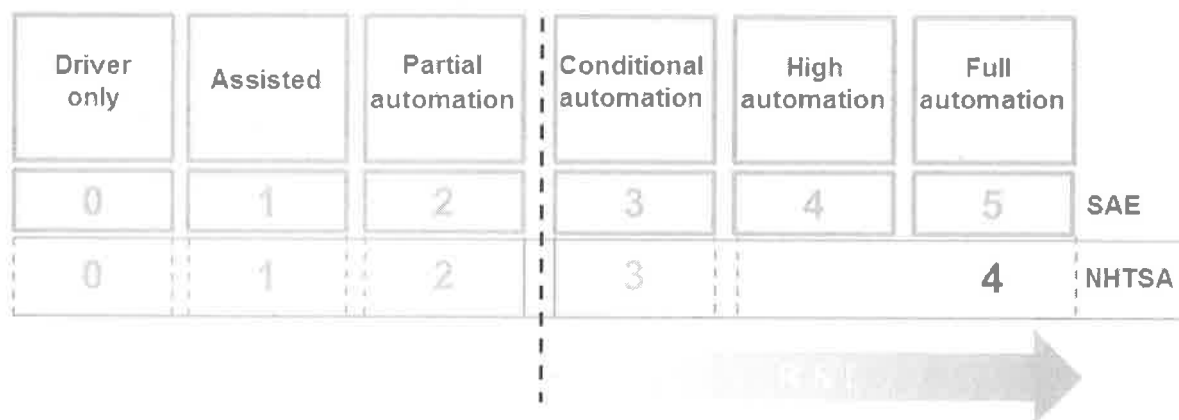 Driver only
Assisted
Partial automation
Conditional automation
High automation
Full automation
0 1 2 3 4 5 SAE
0 1 2 3 4 NHTSA